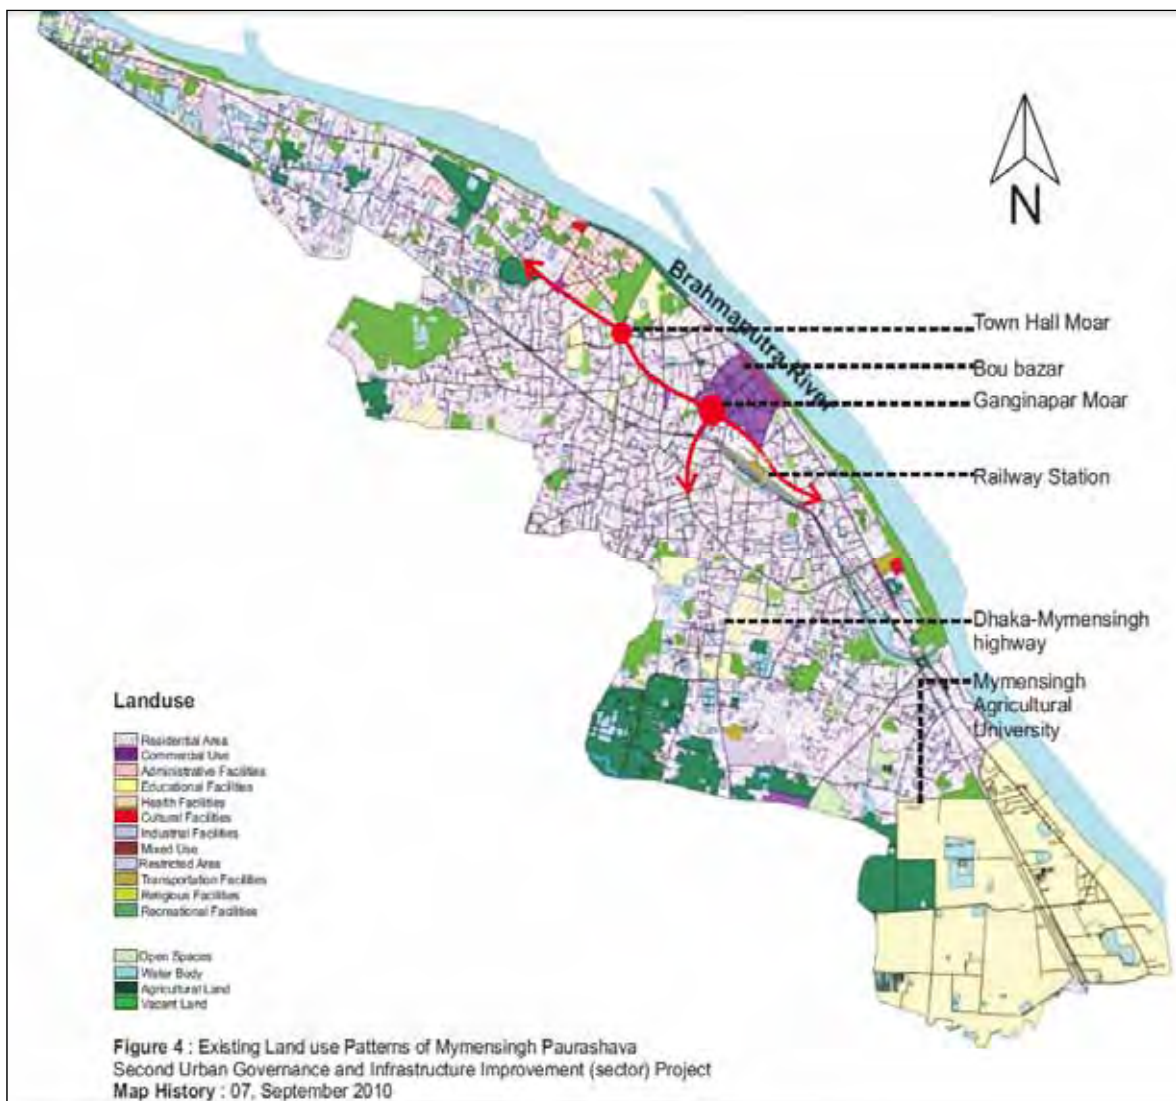 N
Brahmaputra River
Town Hall Moar
Bou bazar
Ganginapar Moar
Railway Station
Dhaka-Mymensingh
highway
Mymensingh
Agricultural
University
Landuse
Residential Area
Commercial Use
Administrative Facilities
Educational Facilities
Health Facilities
Cultural Facilities
Industrial Facilities
Mixed Use
Restricted Area
Transportation Facilities
Religious Facilities
Recreational Facilities
Open Spaces
Water Body
Agricultural Land
Vacant Land
Figure 4 : Existing Land use Patterns of Mymensingh Paurashava
Second Urban Governance and Infrastructure Improvement (sector) Project
Map History : 07, September 2010